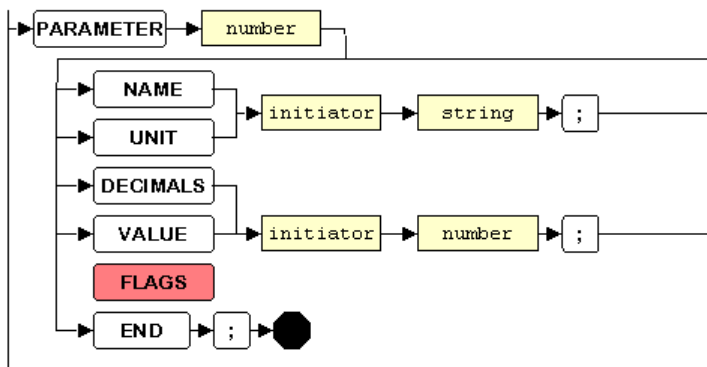 PARAMETER number
NAME
initiator string ;
UNIT
DECIMALS
VALUE initiator number ;
FLAGS
END ;